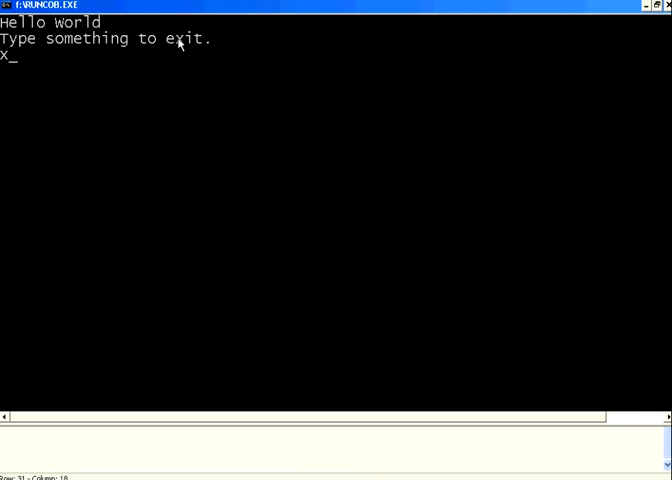 f:\RUNCOB.EXE
Hello world
Type something to exit.
x_
Row: 31 - Column: 18